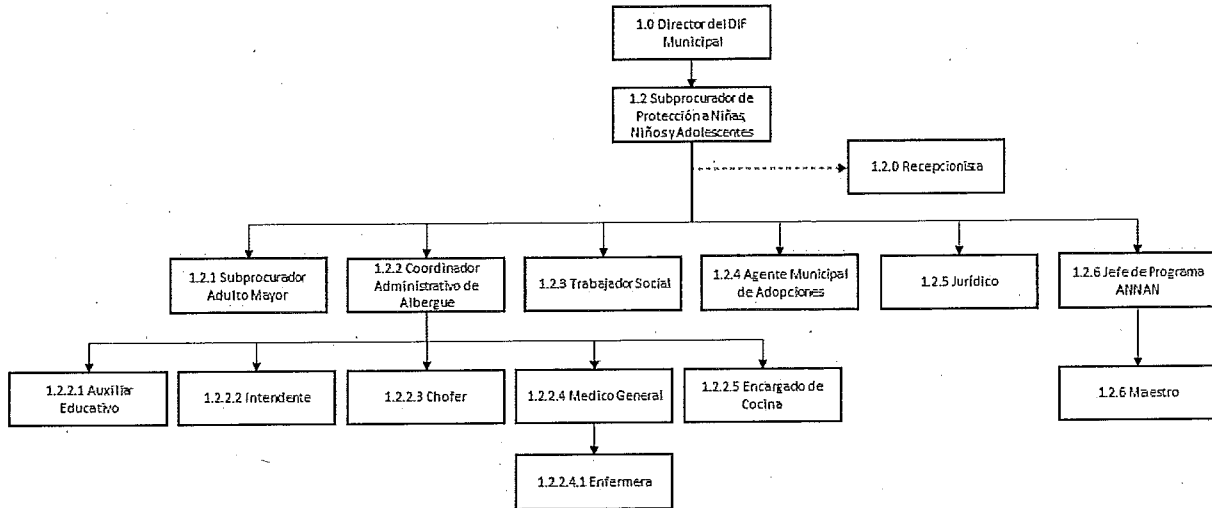 1.0 Director del DIF
Municipal
1.2 Subprocurador de
Protección a Niñas,
Niños y Adolescentes
1.2.0 Recepcionista
1.2.1 Subprocurador
Adulto Mayor
1.2.2 Coordinador
Administrativo de
Albergue
1.2.3 Trabajador Social
1.2.4 Agente Municipal
de Adopciones
1.2.5 Jurídico
1.2.6 Jefe de Programa
ANNAN
1.2.2.1 Auxiliar
Educativo
1.2.2.2 Intendente
1.2.2.3 Chofer
1.2.2.4 Medico General
1.2.2.5 Encargado de
Cocina
1.2.6 Maestro
1.2.2.4.1 Enfermera